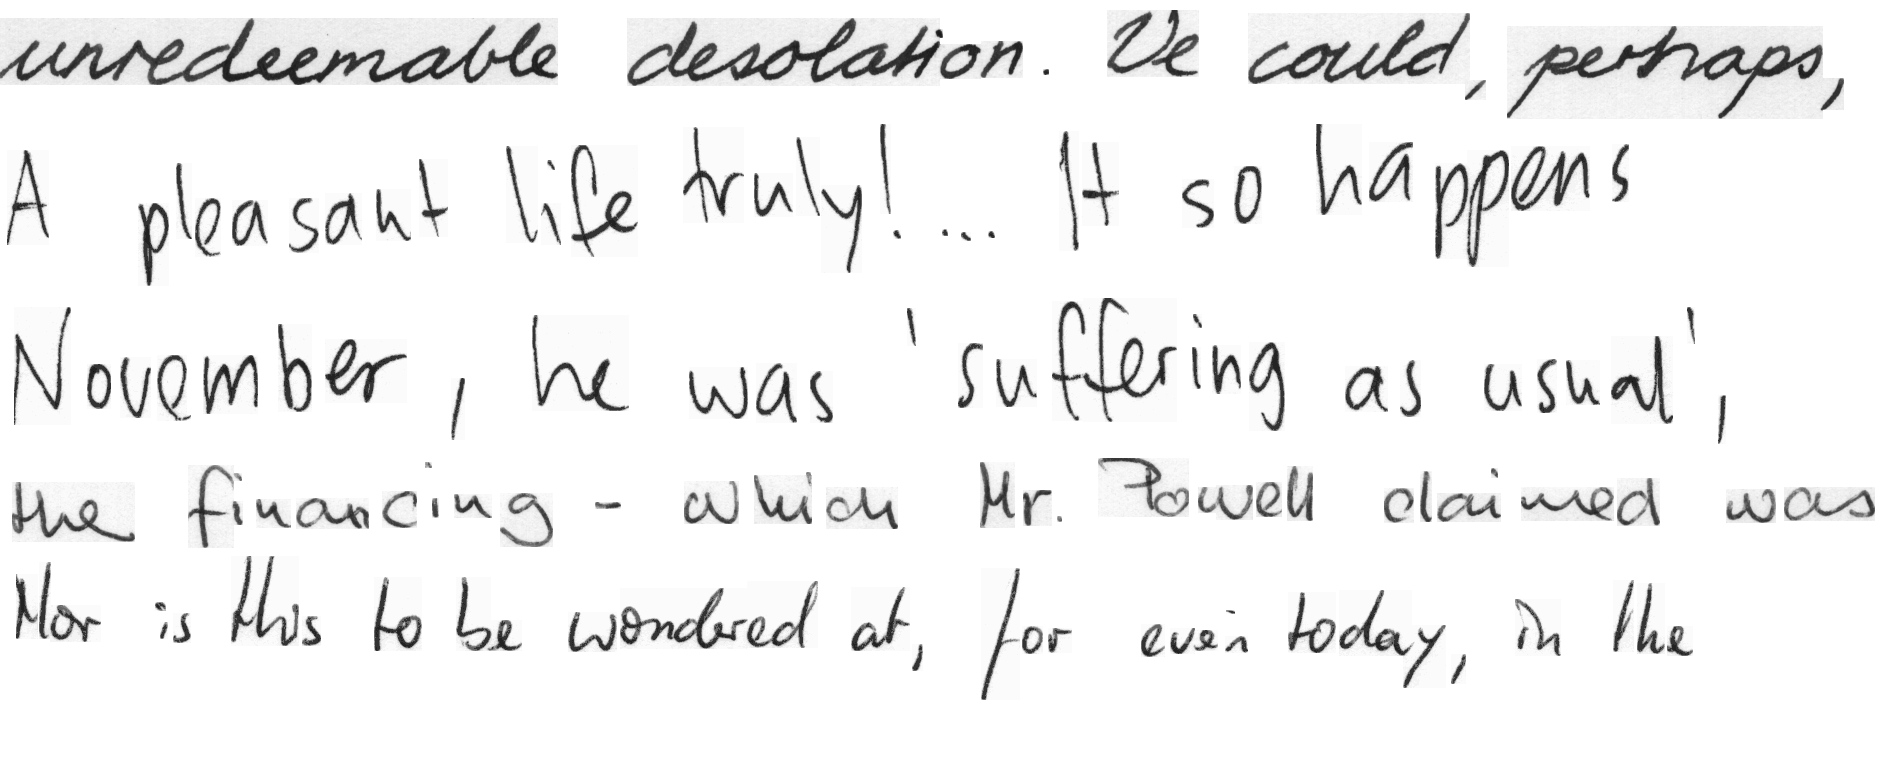 unredeemable desolation. We could, perhaps,
A pleasant life truly!... It so happens
November, he was 'suffering as usual',
the financing - which Mr. Powell claimed was
Nor is this to be wondered at, for even today, in the